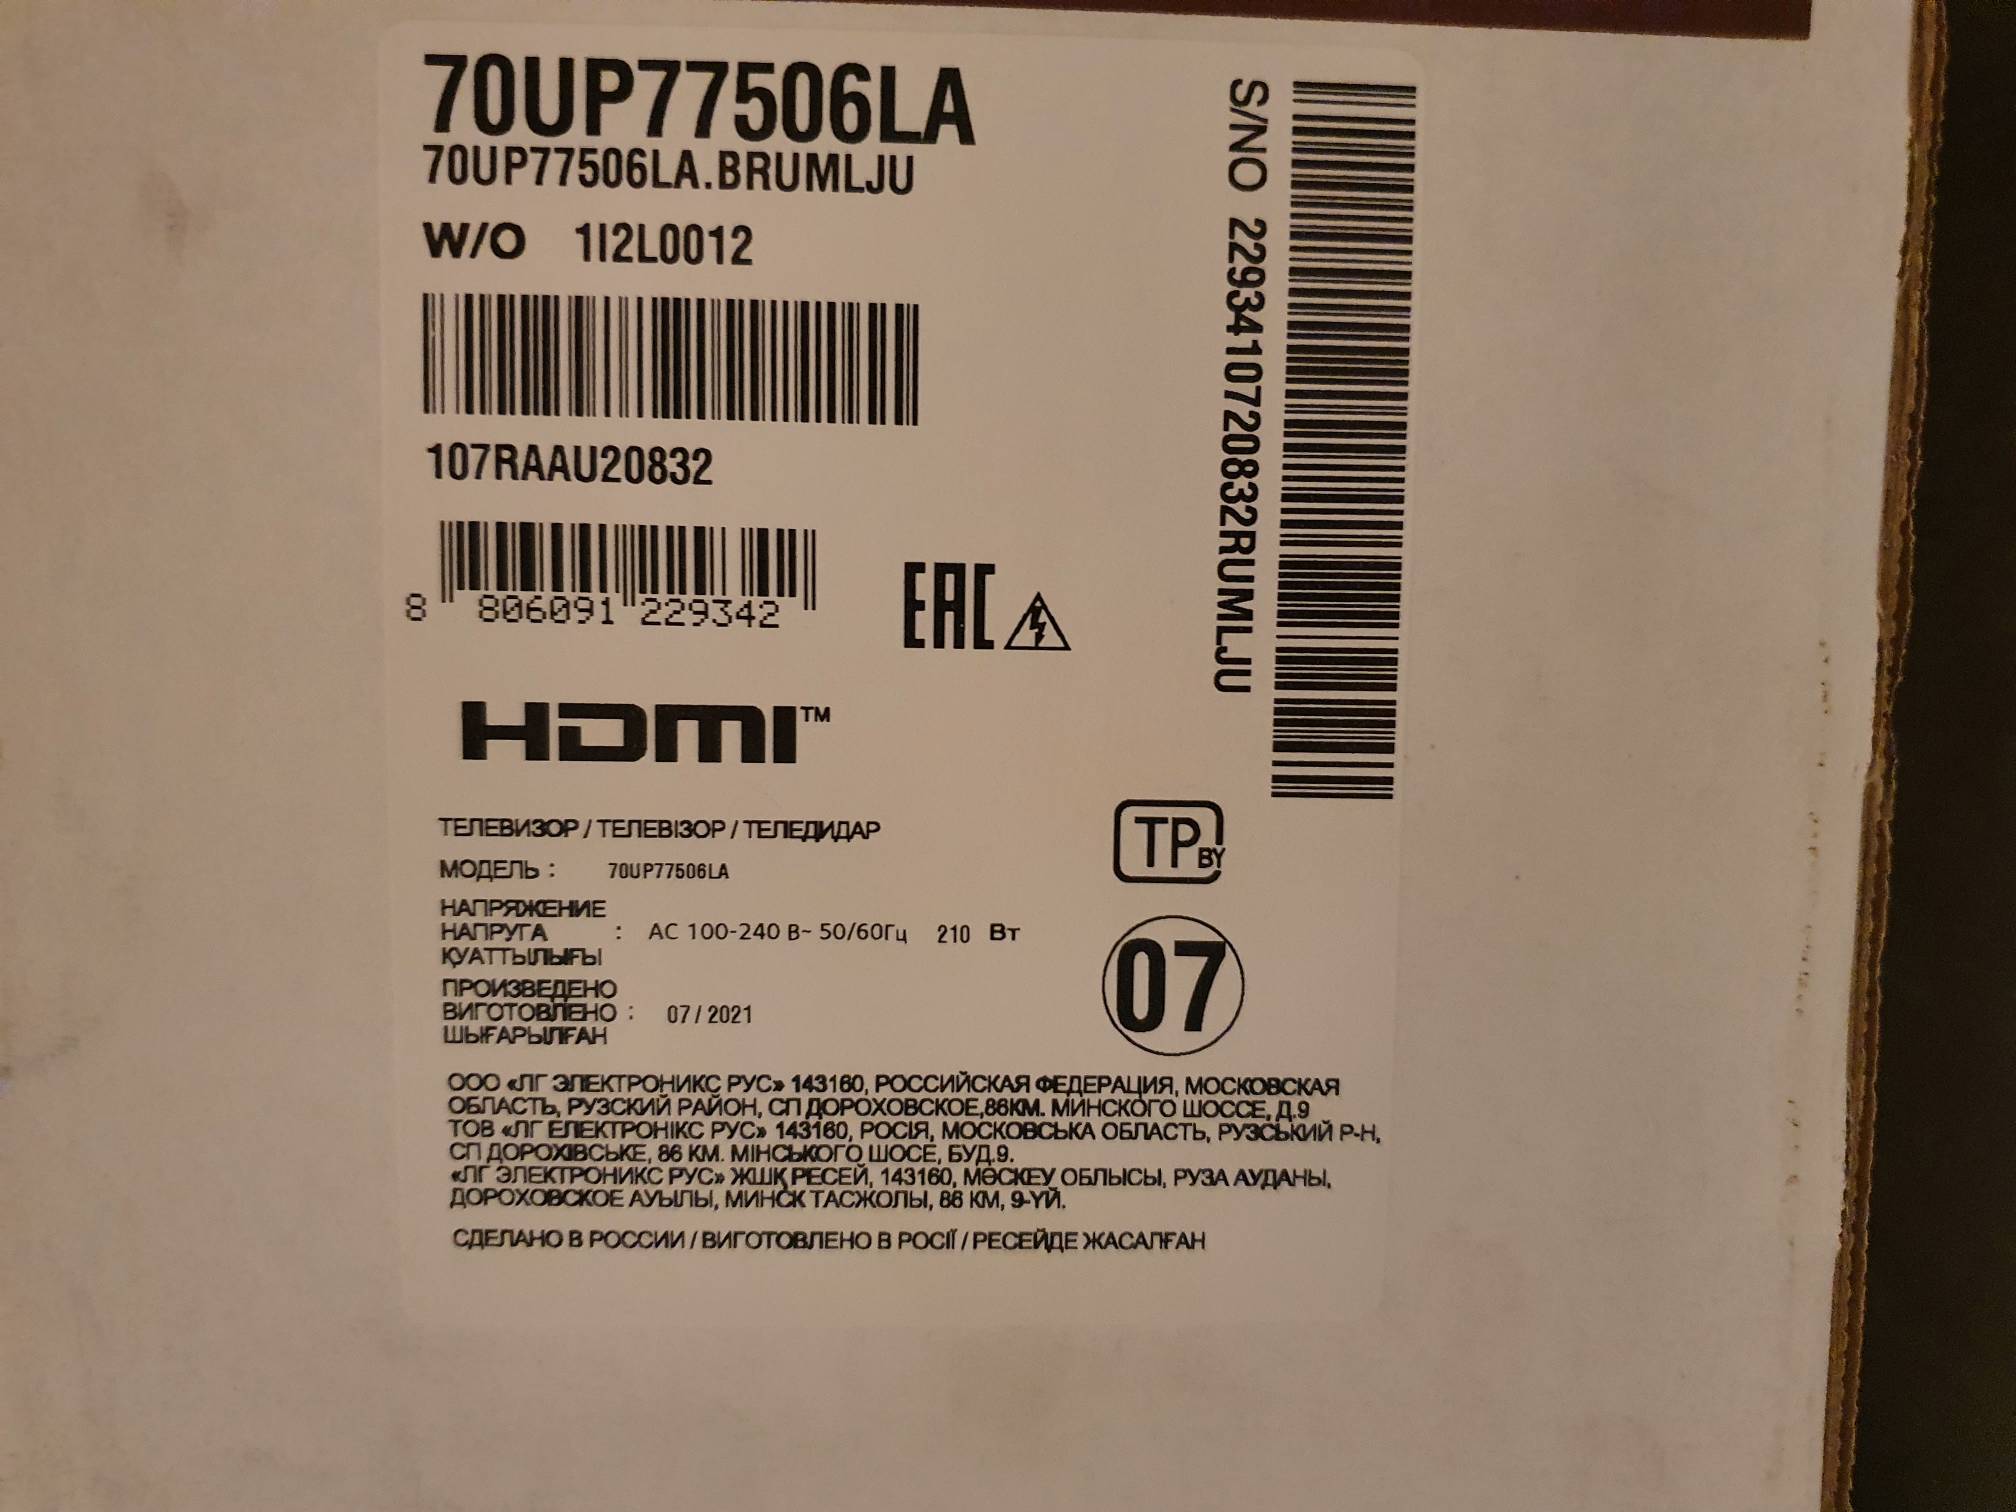 70UP77506LA
70UP77506LA.BRUMLJU
W/O 1I2L0012
107RAAU20832
8 806091 229342
EAC
S/NO 2293410720832RUMLJU
HDMI™
ТЕЛЕВИЗОР / ТЕЛЕВІЗОР / ТЕЛЕДИДАР
МОДЕЛЬ : 70UP77506LA
TP BY
НАПРЯЖЕНИЕ
НАПРУГА : AC 100-240 В~ 50/60Гц 210 Вт
ҚУАТТЫЛЫҒЫ
07
ПРОИЗВЕДЕНО
ВИГОТОВЛЕНО : 07 / 2021
ШЫҒАРЫЛҒАН
ООО «ЛГ ЭЛЕКТРОНИКС РУС» 143160, РОССИЙСКАЯ ФЕДЕРАЦИЯ, МОСКОВСКАЯ
ОБЛАСТЬ, РУЗСКИЙ РАЙОН, СП ДОРОХОВСКОЕ,86КМ. МИНСКОГО ШОССЕ, Д.9
ТОВ «ЛГ ЕЛЕКТРОНІКС РУС» 143160, РОСІЯ, МОСКОВСЬКА ОБЛАСТЬ, РУЗСЬКИЙ Р-Н,
СП ДОРОХІВСЬКЕ, 86 КМ. МІНСЬКОГО ШОСЕ, БУД.9.
«ЛГ ЭЛЕКТРОНИКС РУС» ЖШҚ РЕСЕЙ, 143160, МӘСКЕУ ОБЛЫСЫ, РУЗА АУДАНЫ,
ДОРОХОВСКОЕ АУЫЛЫ, МИНСК ТАСЖОЛЫ, 86 КМ, 9-ҮЙ.
СДЕЛАНО В РОССИИ / ВИГОТОВЛЕНО В РОСІЇ / РЕСЕЙДЕ ЖАСАЛҒАН